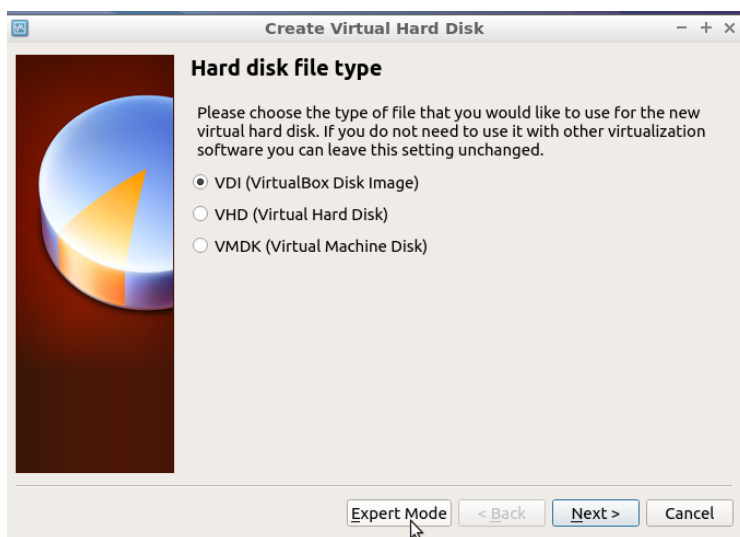 Create Virtual Hard Disk
Hard disk file type
Please choose the type of file that you would like to use for the new
virtual hard disk. If you do not need to use it with other virtualization
software you can leave this setting unchanged.
VDI (VirtualBox Disk Image)
VHD (Virtual Hard Disk)
VMDK (Virtual Machine Disk)
Expert Mode < Back Next > Cancel